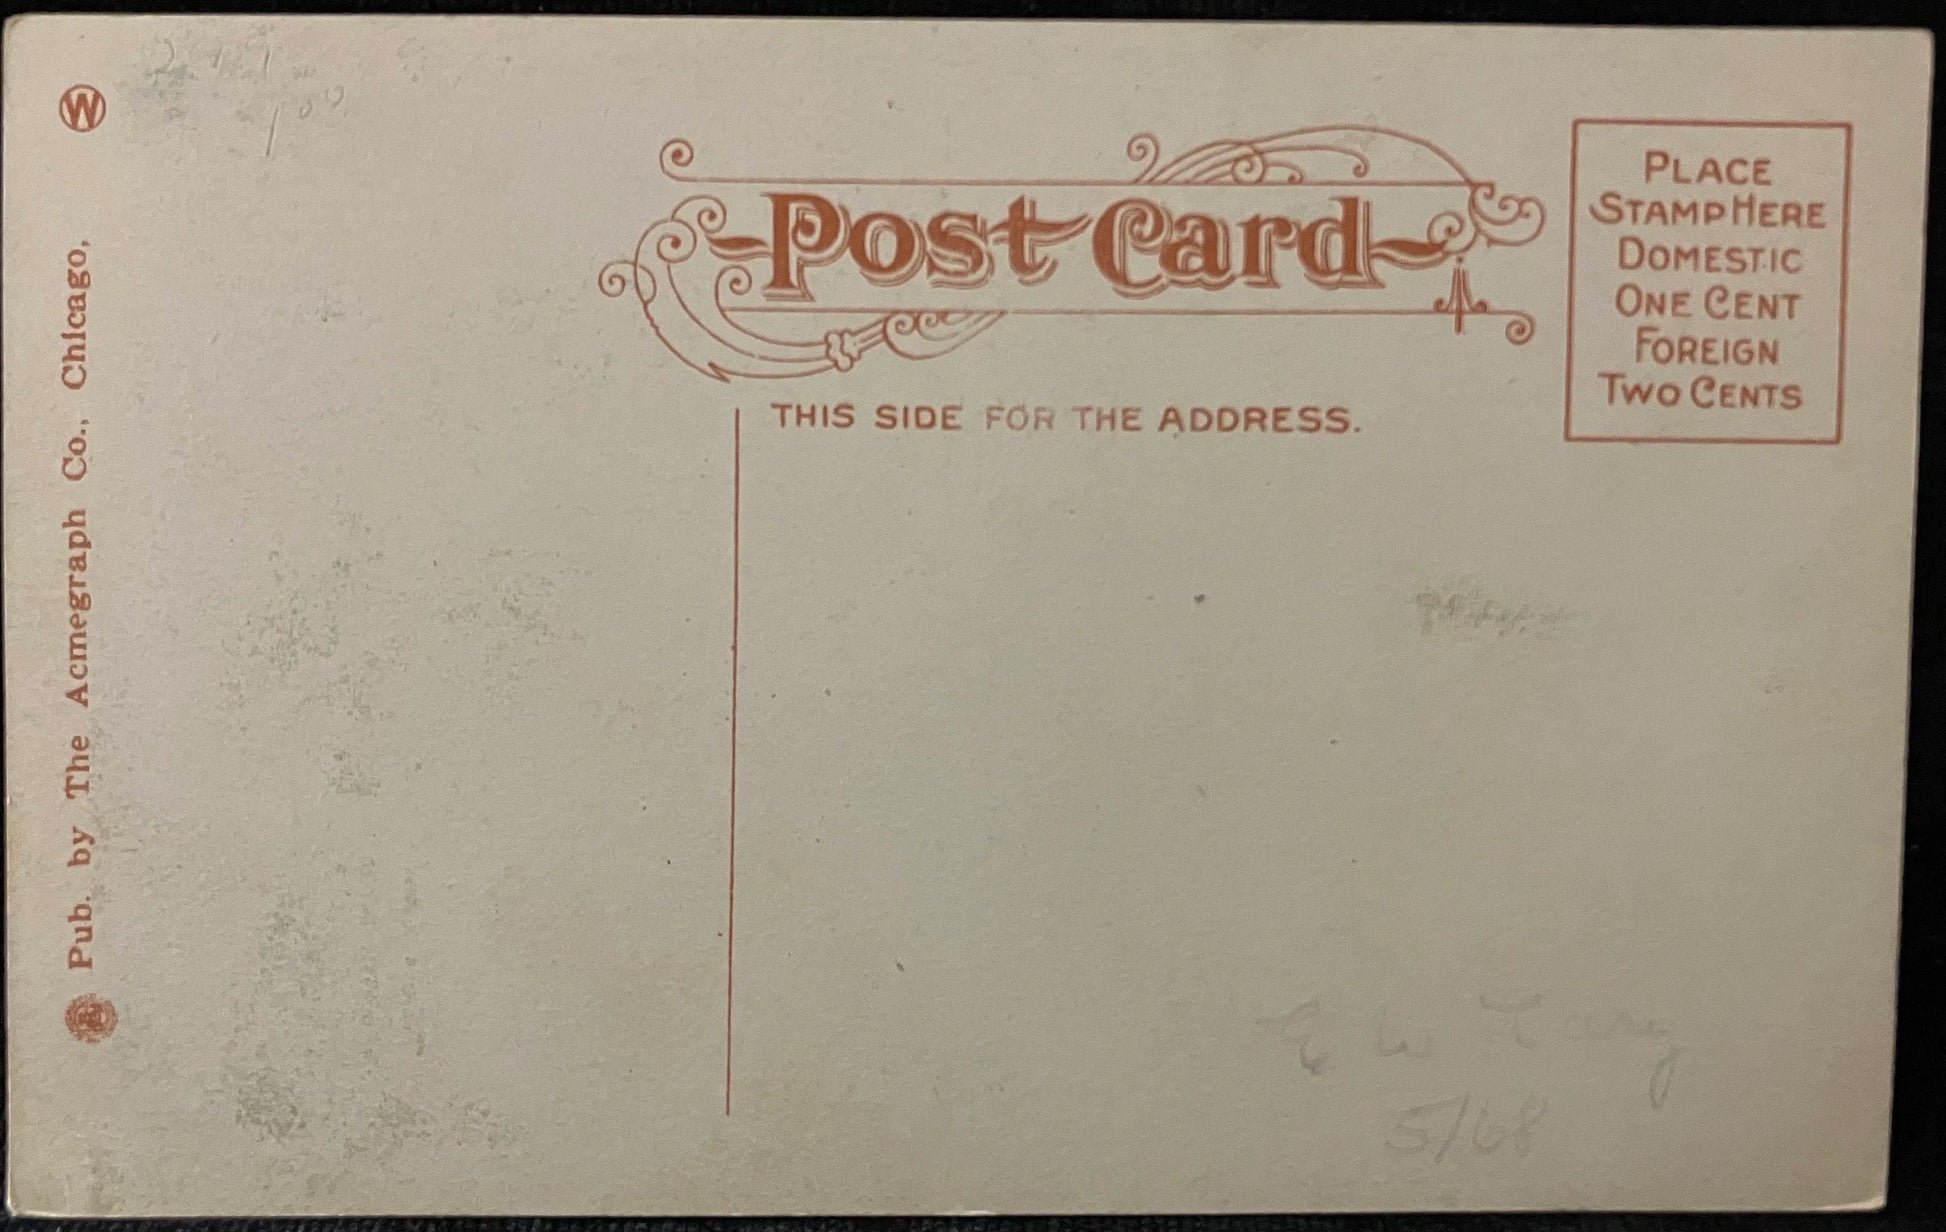 W
Pub. by The Acmegraph Co., Chicago,
Post Card
THIS SIDE FOR THE ADDRESS.
PLACE
STAMP HERE
DOMESTIC
ONE CENT
FOREIGN
TWO CENTS
E W
5/68